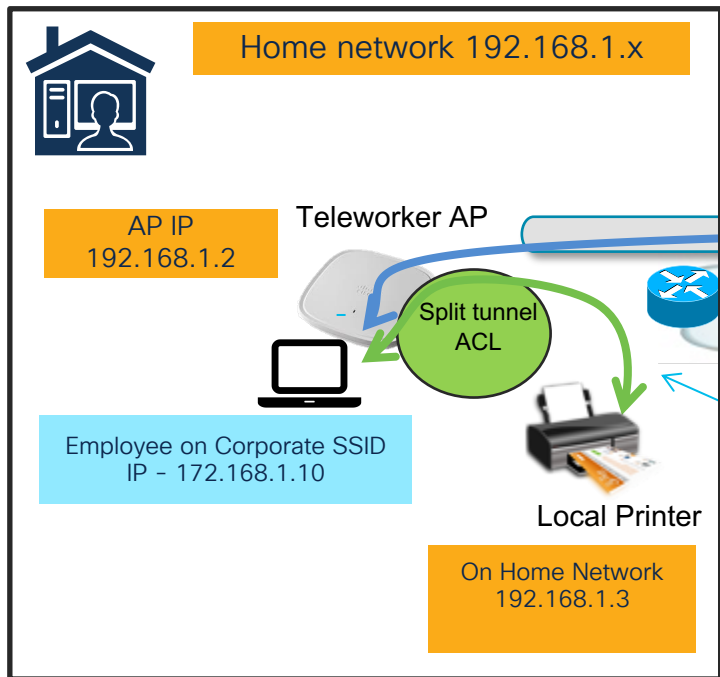 Home network 192.168.1.x
AP IP
192.168.1.2
Teleworker AP
Split tunnel
ACL
Employee on Corporate SSID
IP - 172.168.1.10
Local Printer
On Home Network
192.168.1.3